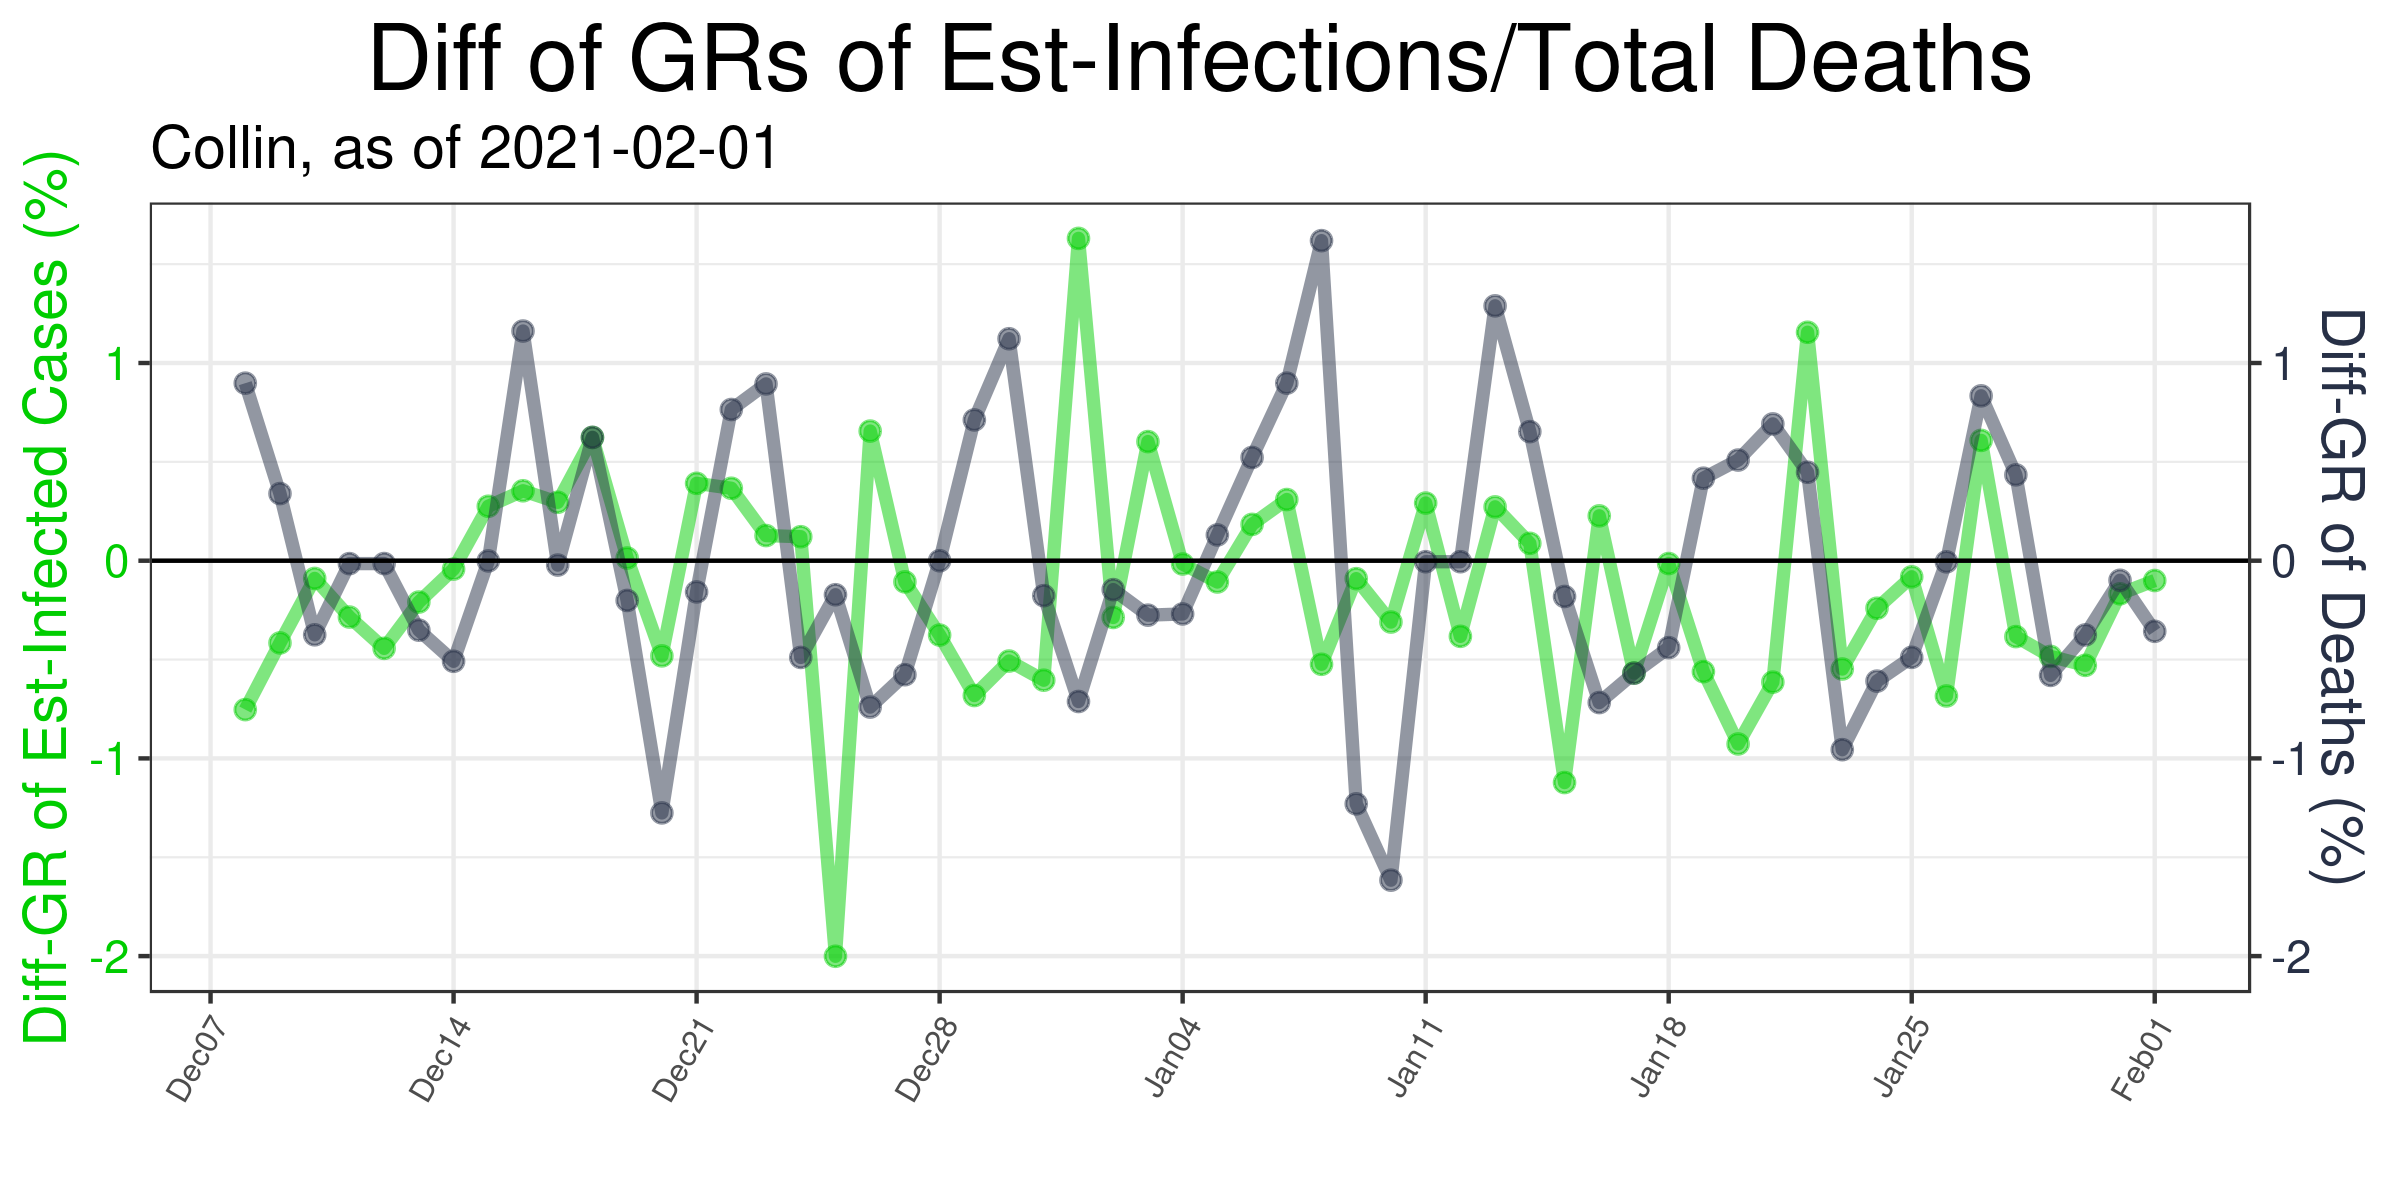 Diff of GRs of Est-Infections/Total Deaths
Collin, as of 2021-02-01
Diff-GR of Est-Infected Cases (%)
1
0
-1
-2
1
0
-1
-2
Diff-GR of Deaths (%)
Dec07
Dec14
Dec21
Dec28
Jan04
Jan11
Jan18
Jan25
Feb01